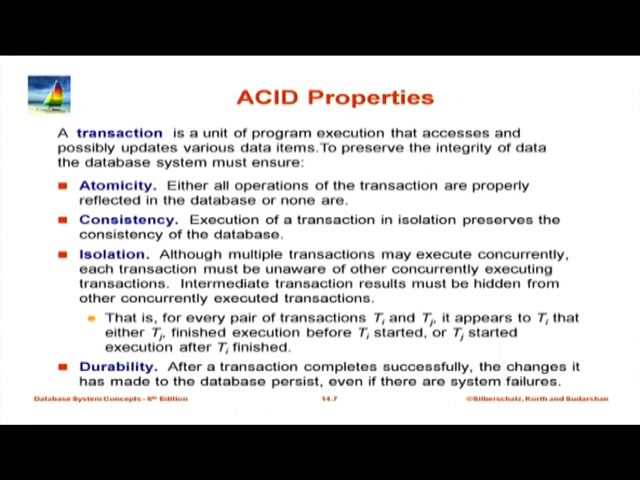 ACID Properties
A transaction is a unit of program execution that accesses and
possibly updates various data items.To preserve the integrity of data
the database system must ensure:
Atomicity. Either all operations of the transaction are properly
reflected in the database or none are.
Consistency. Execution of a transaction in isolation preserves the
consistency of the database.
Isolation. Although multiple transactions may execute concurrently,
each transaction must be unaware of other concurrently executing
transactions. Intermediate transaction results must be hidden from
other concurrently executed transactions.
That is, for every pair of transactions Ti and Tj, it appears to Ti that
either Tj, finished execution before Ti started, or Tj started
execution after Ti finished.
Durability. After a transaction completes successfully, the changes it
has made to the database persist, even if there are system failures.
Database System Concepts - 6th Edition 14.7 ©Silberschatz, Korth and Sudarshan